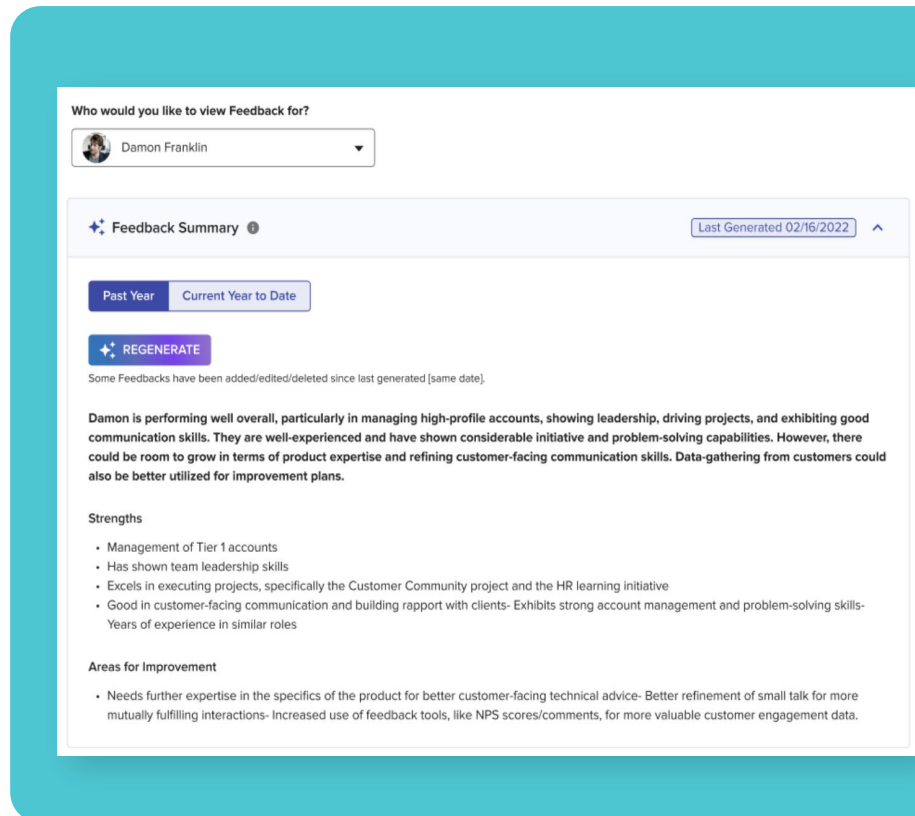 Who would you like to view Feedback for?
Damon Franklin
Feedback Summary
Last Generated 02/16/2022
Past Year
Current Year to Date
REGENERATE
Some Feedbacks have been added/edited/deleted since last generated [same date].
Damon is performing well overall, particularly in managing high-profile accounts, showing leadership, driving projects, and exhibiting good
communication skills. They are well-experienced and have shown considerable initiative and problem-solving capabilities. However, there
could be room to grow in terms of product expertise and refining customer-facing communication skills. Data-gathering from customers could
also be better utilized for improvement plans.
Strengths
• Management of Tier 1 accounts
• Has shown team leadership skills
• Excels in executing projects, specifically the Customer Community project and the HR learning initiative
• Good in customer-facing communication and building rapport with clients- Exhibits strong account management and problem-solving skills-
Years of experience in similar roles
Areas for Improvement
• Needs further expertise in the specifics of the product for better customer-facing technical advice- Better refinement of small talk for more
mutually fulfilling interactions- Increased use of feedback tools, like NPS scores/comments, for more valuable customer engagement data.